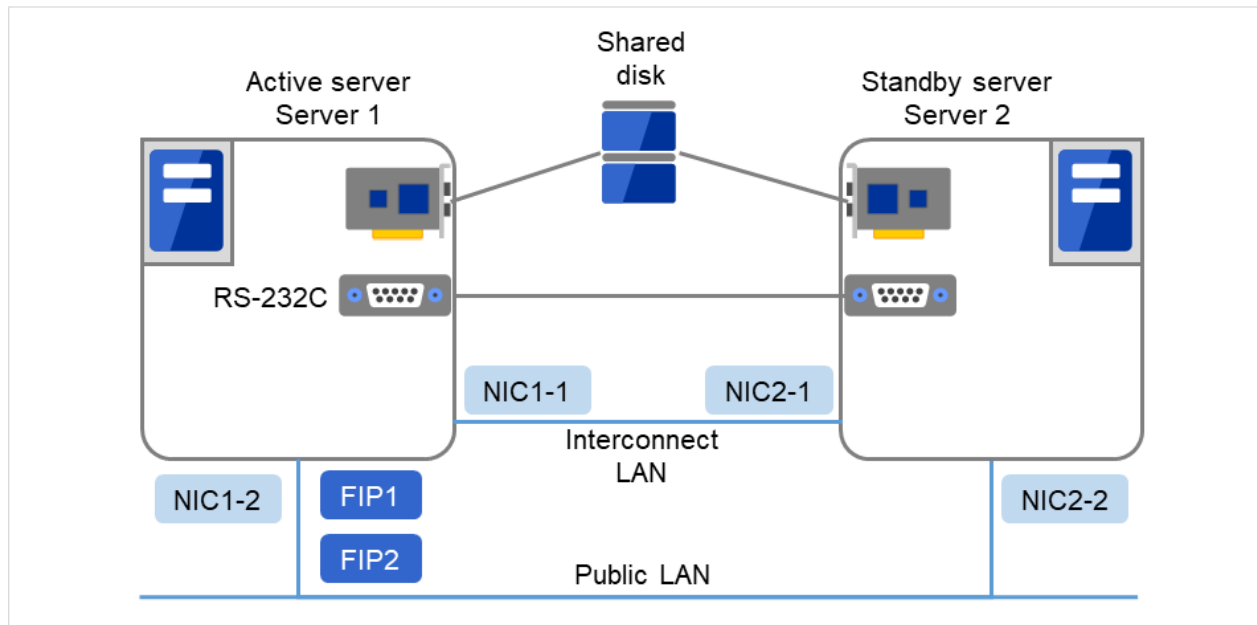 Shared
disk
Active server
Server 1
Standby server
Server 2
RS-232C
NIC1-1
NIC2-1
Interconnect
LAN
NIC1-2
FIP1
NIC2-2
FIP2
Public LAN